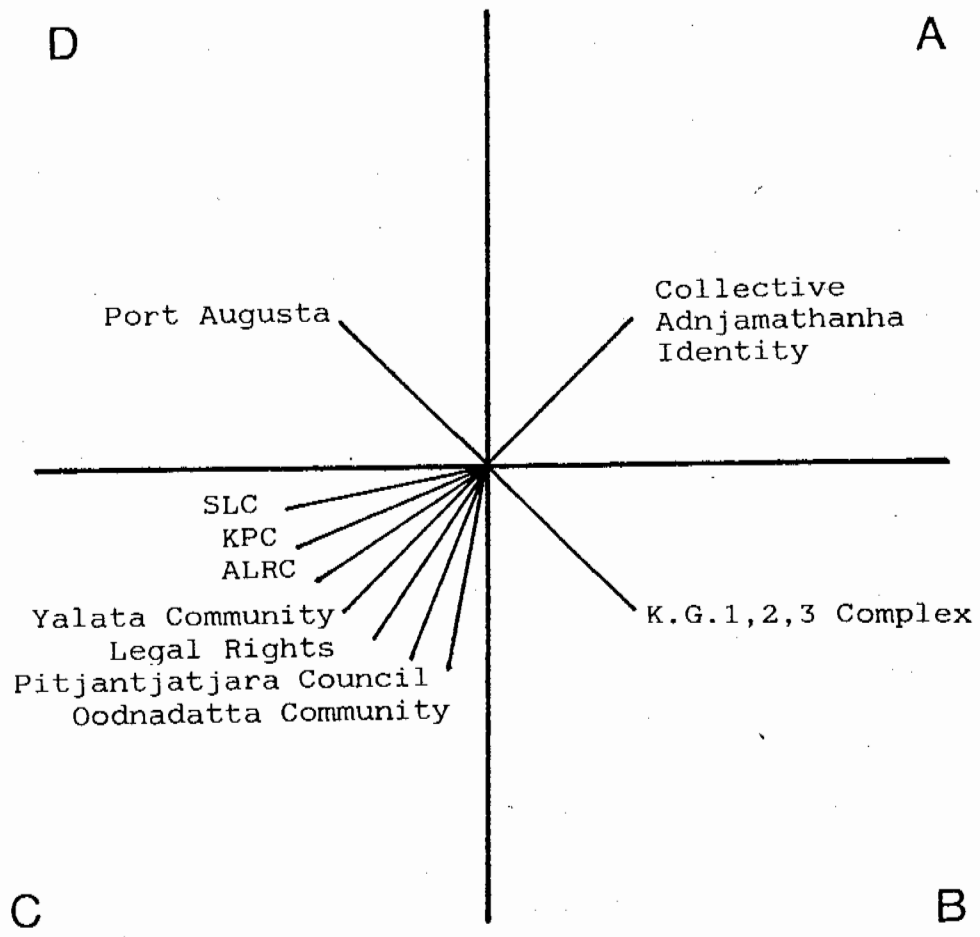 D
A
Port Augusta
Collective
Adnjamathanha
Identity
SLC
KPC
ALRC
Yalata Community
Legal Rights
Pitjantjatjara Council
Oodnadatta Community
K.G.1,2,3 Complex
C
B